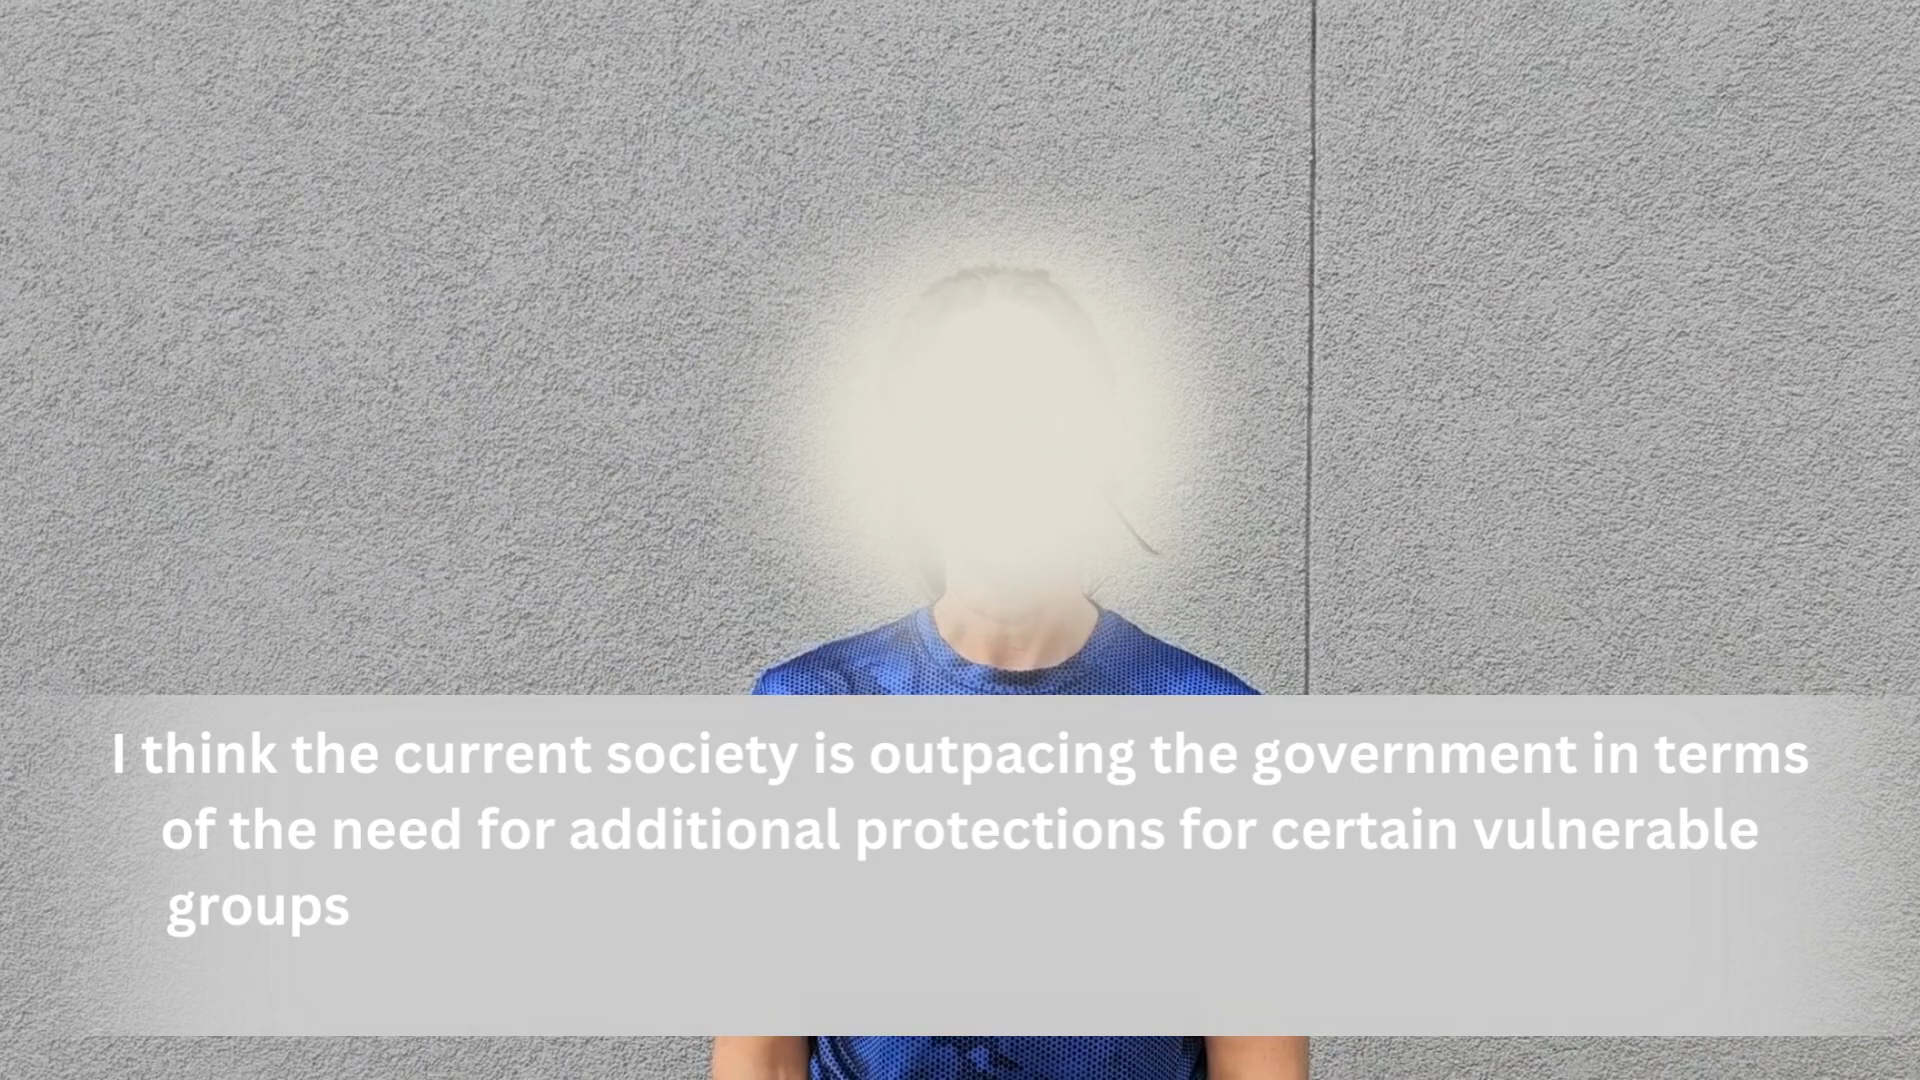 I think the current society is outpacing the government in terms
of the need for additional protections for certain vulnerable
groups